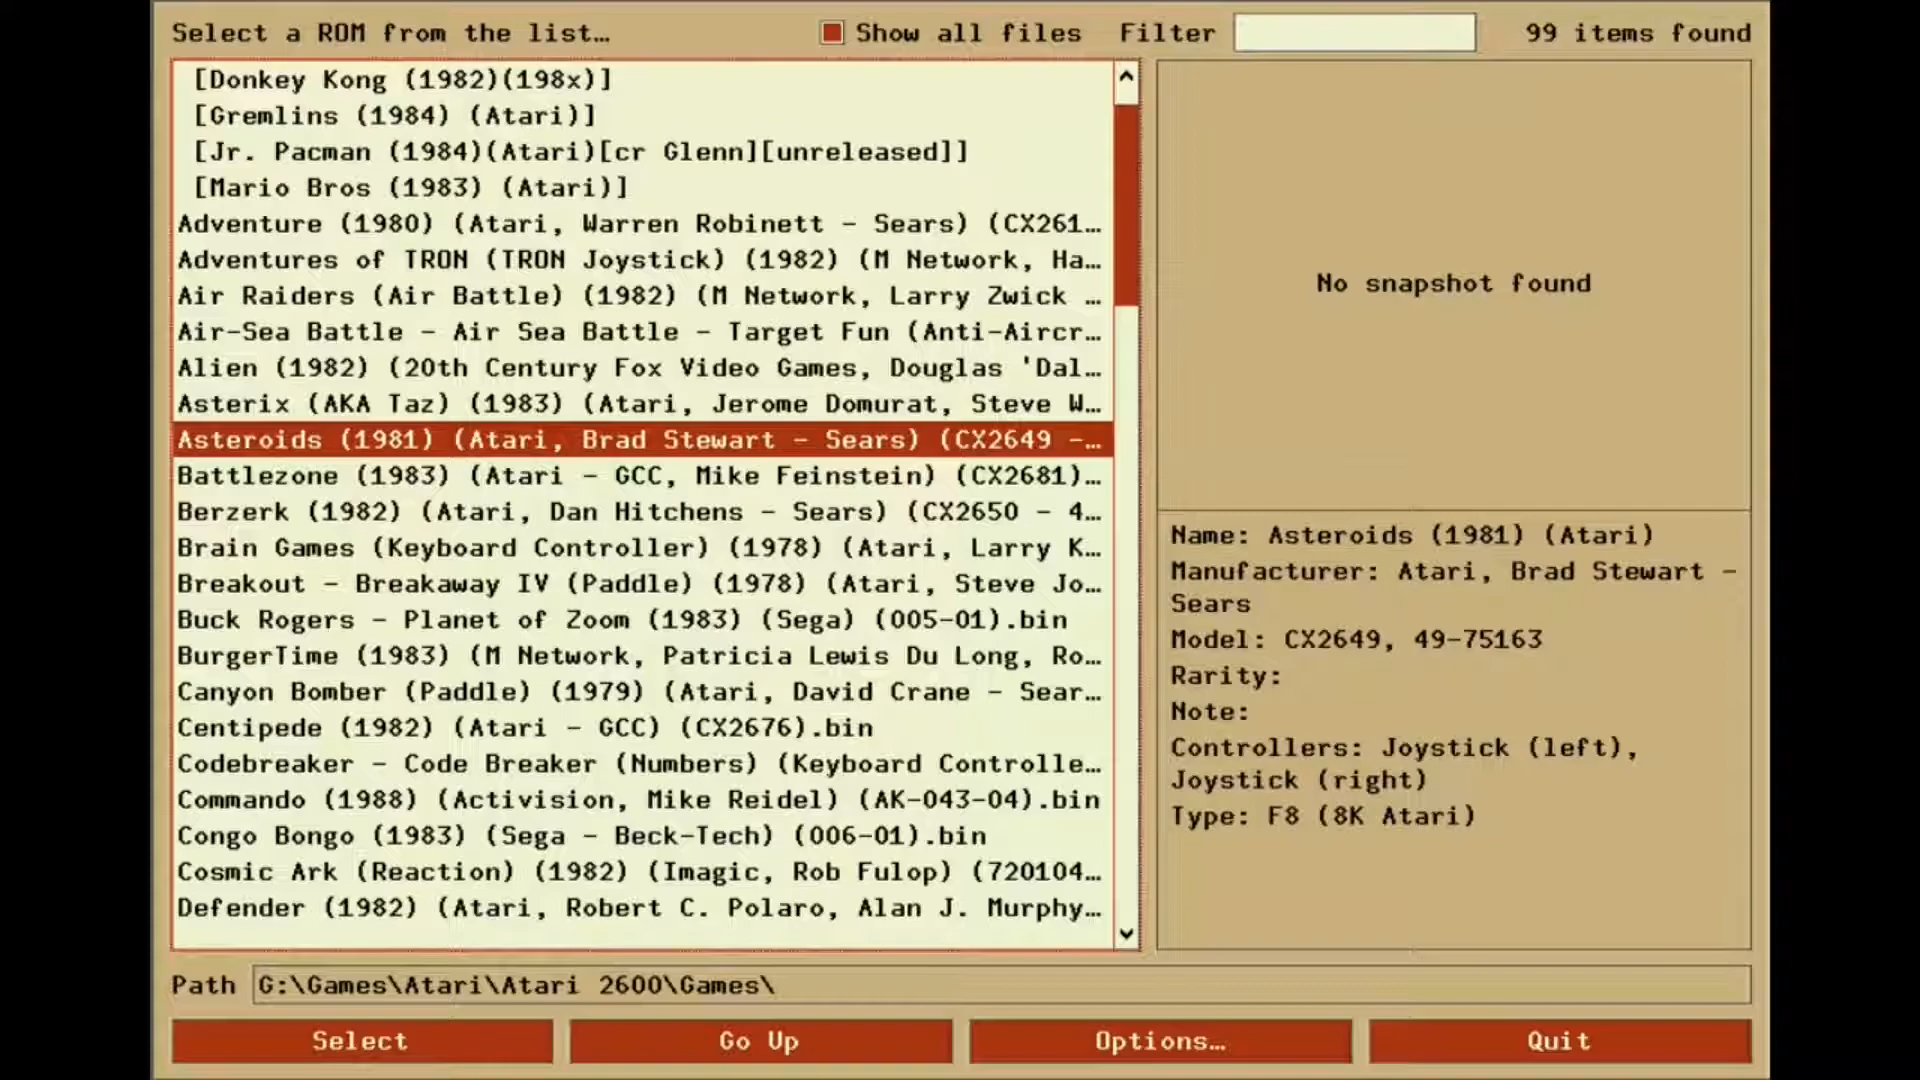 Select a ROM from the list… Show all files Filter 99 items found
[Donkey Kong (1982)(198x)]
[Gremlins (1984) (Atari)]
[Jr. Pacman (1984)(Atari)[cr Glenn][unreleased]]
[Mario Bros (1983) (Atari)]
Adventure (1980) (Atari, Warren Robinett - Sears) (CX261…
Adventures of TRON (TRON Joystick) (1982) (M Network, Ha…
Air Raiders (Air Battle) (1982) (M Network, Larry Zwick …
Air-Sea Battle - Air Sea Battle - Target Fun (Anti-Aircr…
Alien (1982) (20th Century Fox Video Games, Douglas 'Dal…
Asterix (AKA Taz) (1983) (Atari, Jerome Domurat, Steve W…
Asteroids (1981) (Atari, Brad Stewart - Sears) (CX2649 -…
Battlezone (1983) (Atari - GCC, Mike Feinstein) (CX2681)…
Berzerk (1982) (Atari, Dan Hitchens - Sears) (CX2650 - 4…
Brain Games (Keyboard Controller) (1978) (Atari, Larry K…
Breakout - Breakaway IV (Paddle) (1978) (Atari, Steve Jo…
Buck Rogers - Planet of Zoom (1983) (Sega) (005-01).bin
BurgerTime (1983) (M Network, Patricia Lewis Du Long, Ro…
Canyon Bomber (Paddle) (1979) (Atari, David Crane - Sear…
Centipede (1982) (Atari - GCC) (CX2676).bin
Codebreaker - Code Breaker (Numbers) (Keyboard Controlle…
Commando (1988) (Activision, Mike Reidel) (AK-043-04).bin
Congo Bongo (1983) (Sega - Beck-Tech) (006-01).bin
Cosmic Ark (Reaction) (1982) (Imagic, Rob Fulop) (720104…
Defender (1982) (Atari, Robert C. Polaro, Alan J. Murphy…
No snapshot found
Name: Asteroids (1981) (Atari)
Manufacturer: Atari, Brad Stewart -
Sears
Model: CX2649, 49-75163
Rarity:
Note:
Controllers: Joystick (left),
Joystick (right)
Type: F8 (8K Atari)
Path G:\Games\Atari\Atari 2600\Games\
Select Go Up Options… Quit